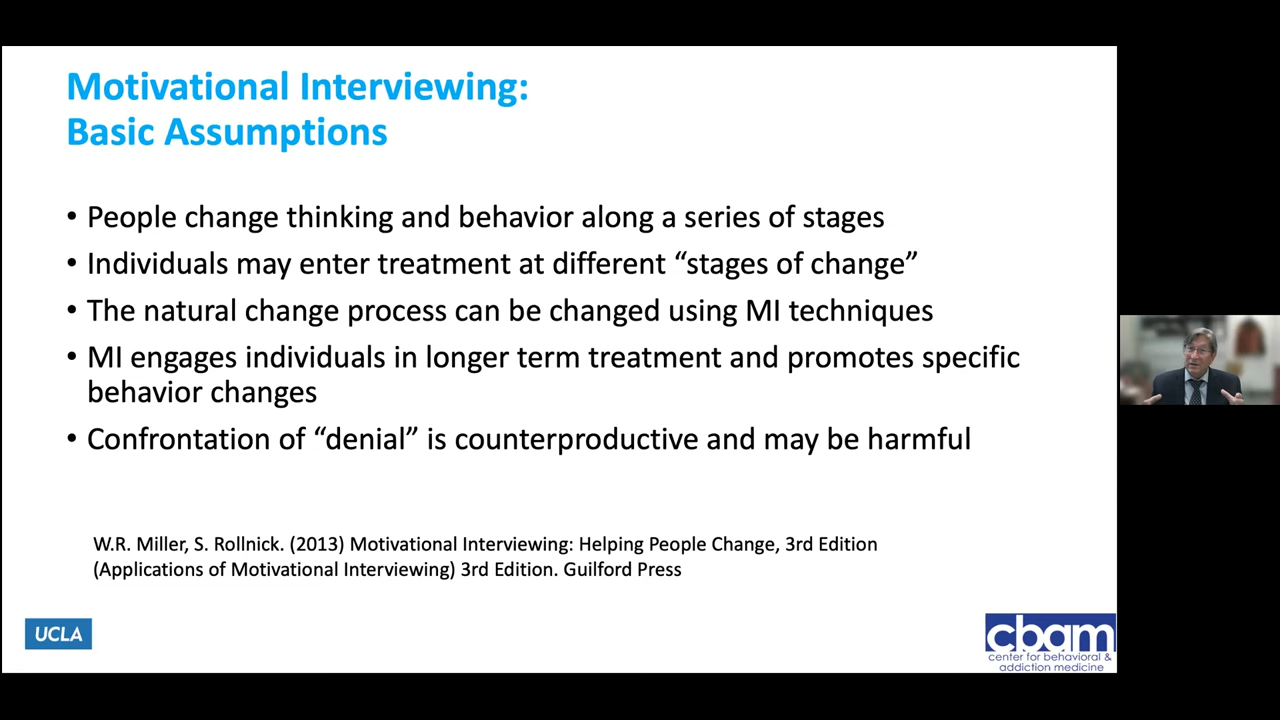 Motivational Interviewing:
Basic Assumptions
• People change thinking and behavior along a series of stages
• Individuals may enter treatment at different “stages of change”
• The natural change process can be changed using MI techniques
• MI engages individuals in longer term treatment and promotes specific
behavior changes
• Confrontation of “denial” is counterproductive and may be harmful
W.R. Miller, S. Rollnick. (2013) Motivational Interviewing: Helping People Change, 3rd Edition
(Applications of Motivational Interviewing) 3rd Edition. Guilford Press
UCLA
cbam
center for behavioral &
addiction medicine